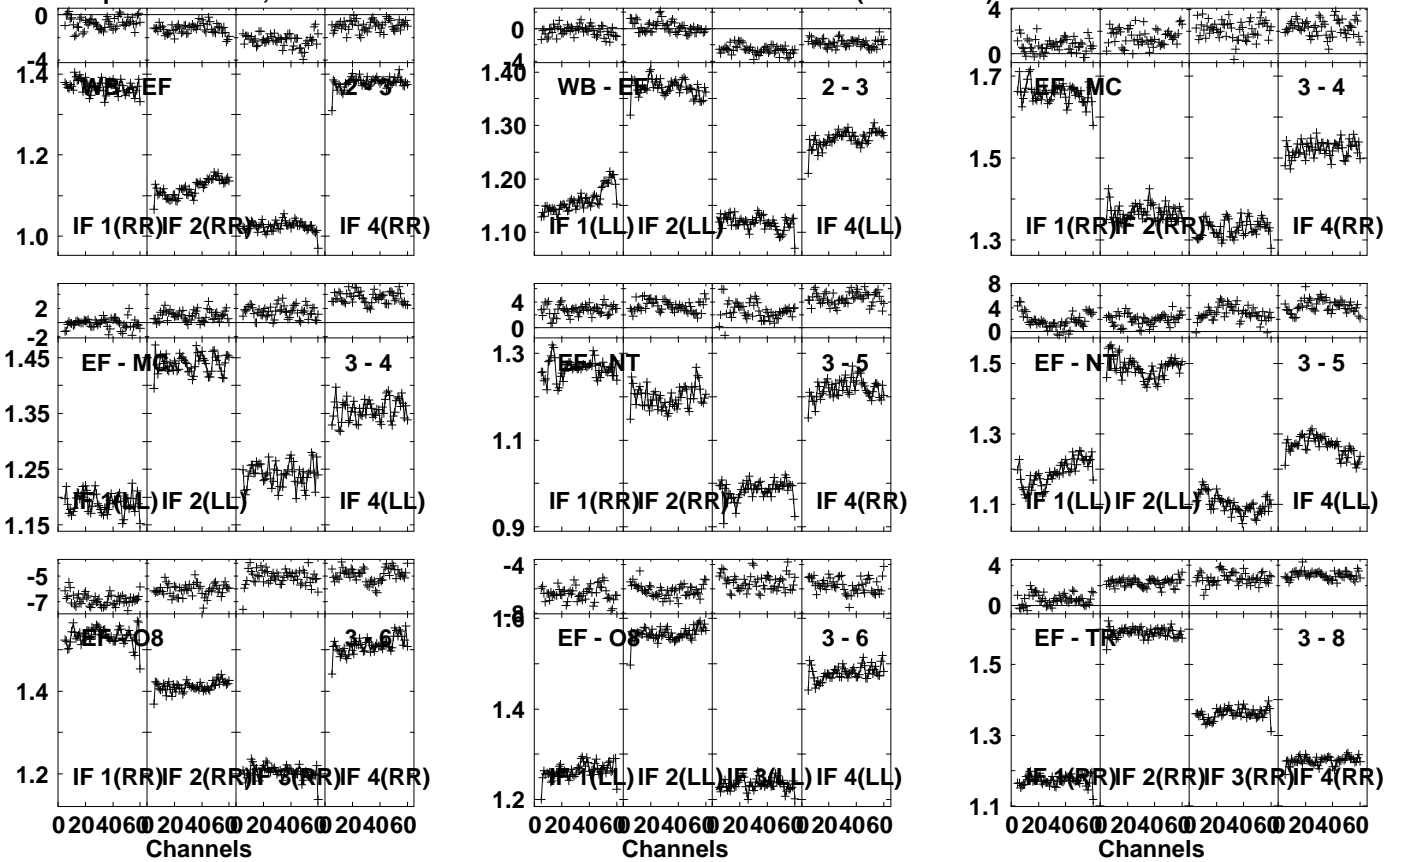 0
-4
1.4
1.2
1.0
WB - EF
2 - 3
IF 1(RR)
IF 2(RR)
IF 4(RR)
0
1.40
1.30
1.20
1.10
WB - EF
2 - 3
IF 1(LL)
IF 2(LL)
IF 4(LL)
4
0
1.7
1.5
1.3
EF - MC
3 - 4
IF 1(RR)
IF 2(RR)
IF 4(RR)
2
-2
1.45
1.35
1.25
1.15
EF - MC
3 - 4
IF 1(LL)
IF 2(LL)
IF 4(LL)
4
0
1.3
1.1
0.9
EF - NT
3 - 5
IF 1(RR)
IF 2(RR)
IF 4(RR)
8
4
0
1.5
1.3
1.1
EF - NT
3 - 5
IF 1(LL)
IF 2(LL)
IF 4(LL)
-5
-7
1.4
1.2
EF - O8
3 - 6
IF 1(RR)
IF 2(RR)
IF 3(RR)
IF 4(RR)
0 204060
0 204060
0 204060
0 204060
Channels
-4
-8
1.6
1.4
1.2
EF - O8
3 - 6
IF 1(LL)
IF 2(LL)
IF 3(LL)
IF 4(LL)
0 204060
0 204060
0 204060
0 204060
Channels
4
0
1.5
1.3
1.1
EF - TR
3 - 8
IF 1(RR)
IF 2(RR)
IF 3(RR)
IF 4(RR)
0 204060
0 204060
0 204060
0 204060
Channels